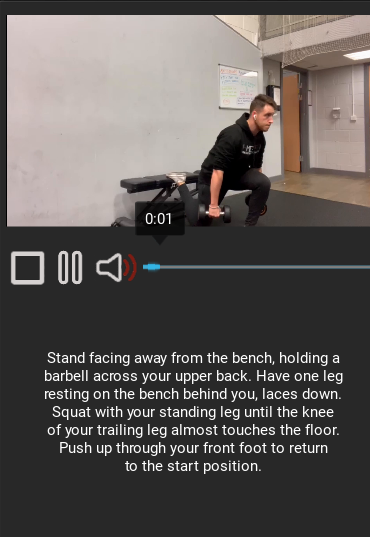 0:01
Stand facing away from the bench, holding a
barbell across your upper back. Have one leg
resting on the bench behind you, laces down.
Squat with your standing leg until the knee
of your trailing leg almost touches the floor.
Push up through your front foot to return
to the start position.